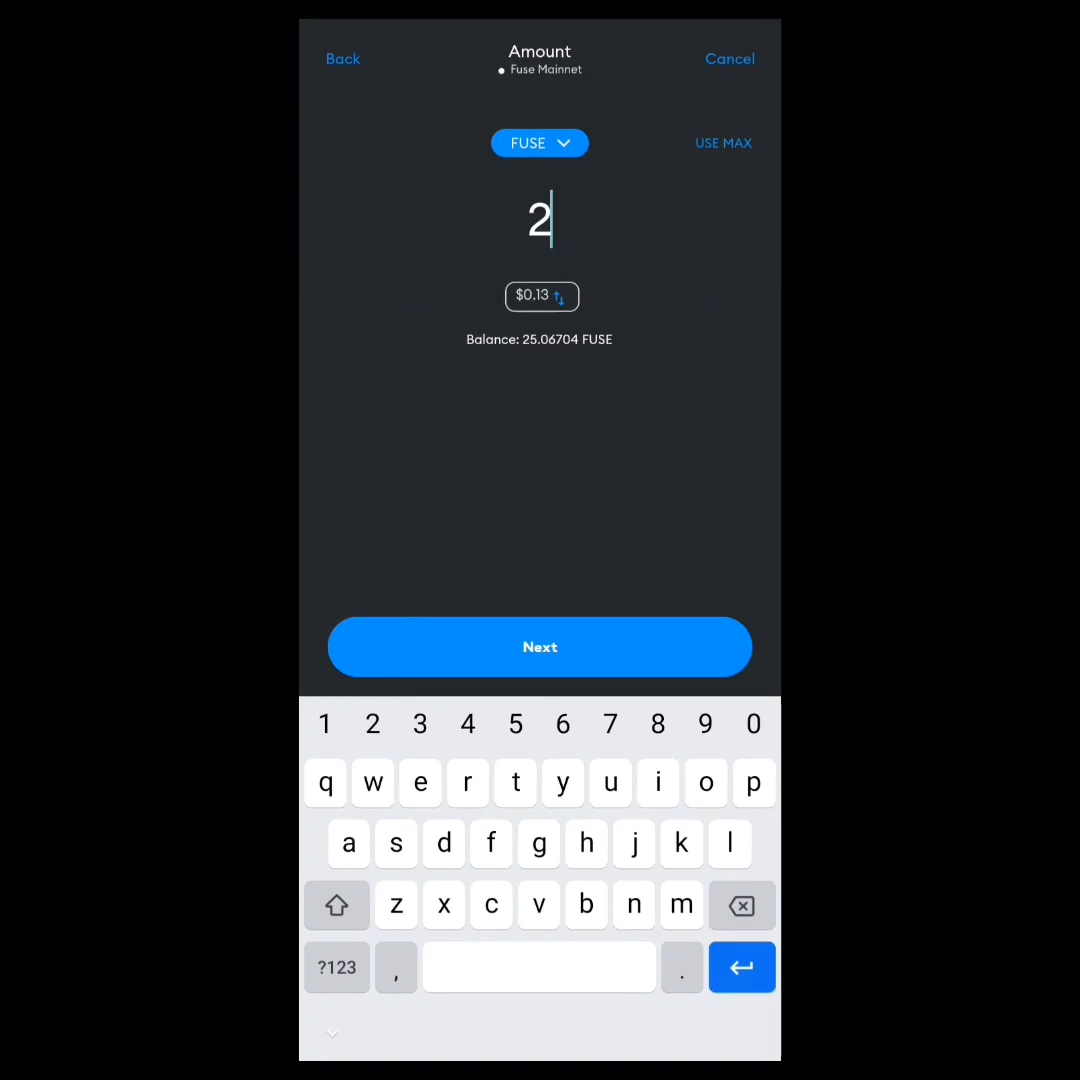 Back
Amount
Cancel
Fuse Mainnet
FUSE
USE MAX
2
$0.13
Balance: 25.06704 FUSE
Next
1 2 3 4 5 6 7 8 9 0
q w e r t y u i o p
a s d f g h j k l
z x c v b n m
?123 , .